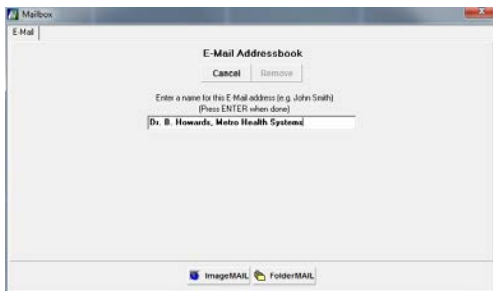 Mailbox
E-Mail
E-Mail Addressbook
Cancel Remove
Enter a name for this E-Mail address (e.g. John Smith)
(Press ENTER when done)
Dr. B. Howards, Metro Health Systems
ImageMAIL FolderMAIL